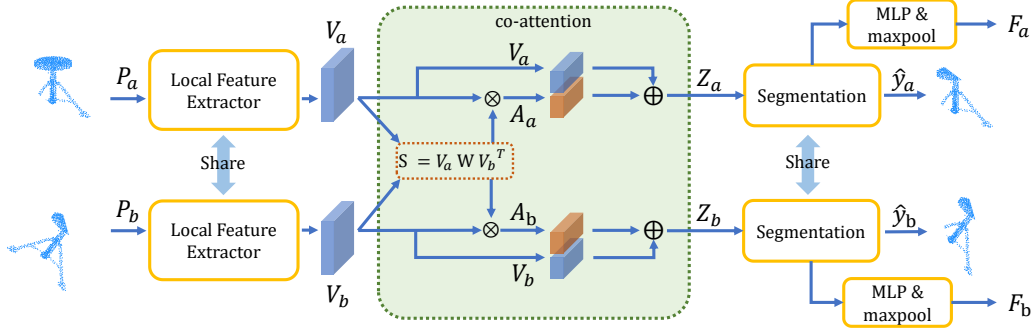 co-attention
MLP &
maxpool
F_a
V_a
V_a
P_a
Local Feature
Extractor
⊗
A_a
⊕
Z_a
Segmentation
ŷ_a
Share
S = V_a W V_b^T
Share
P_b
Local Feature
Extractor
⊗
A_b
⊕
Z_b
Segmentation
ŷ_b
V_b
V_b
MLP &
maxpool
F_b